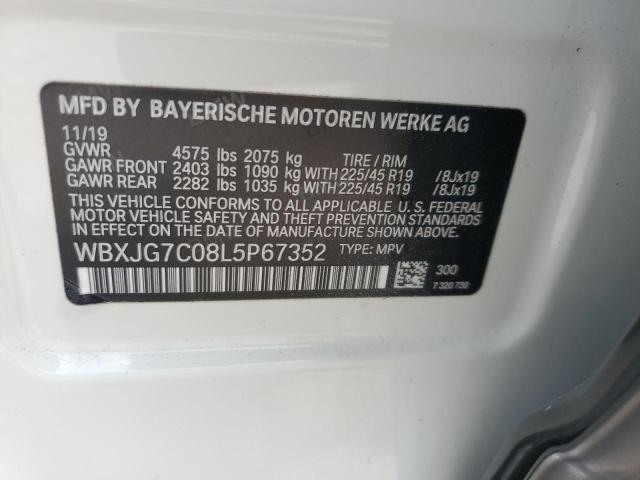 MFD BY BAYERISCHE MOTOREN WERKE AG
11/19
GVWR 4575 lbs 2075 kg TIRE / RIM
GAWR FRONT 2403 lbs 1090 kg WITH 225/45 R19 /8Jx19
GAWR REAR 2282 lbs 1035 kg WITH 225/45 R19 /8Jx19
THIS VEHICLE CONFORMS TO ALL APPLICABLE U.S. FEDERAL
MOTOR VEHICLE SAFETY AND THEFT PREVENTION STANDARDS
IN EFFECT ON THE DATE OF MANUFACTURE SHOWN ABOVE.
WBXJG7C08L5P67352 TYPE: MPV
300
7 320 730